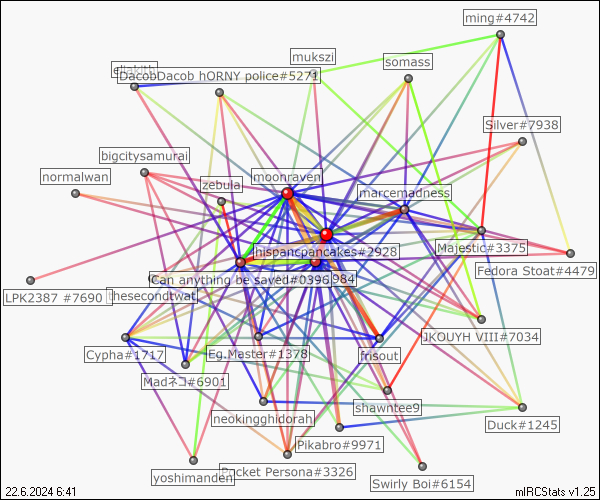 ming#4742
mukszi
somass
DacobDacob hORNY police#5271
Silver#7938
bigcitysamurai
normalwan
zebula
moonraven
marcemadness
hispancpancakes#2928
Majestic#3375
Can anything be saved#0396
984
Fedora Stoat#4479
LPK2387 #7690
thesecondtwat
JKOUYH VIII#7034
Cypha#1717
Eg.Master#1378
frisout
Madネコ#6901
shawntee9
neokingghidorah
Duck#1245
Pikabro#9971
yoshimanden
Pocket Persona#3326
Swirly Boi#6154
22.6.2024 6:41
mIRCStats v1.25